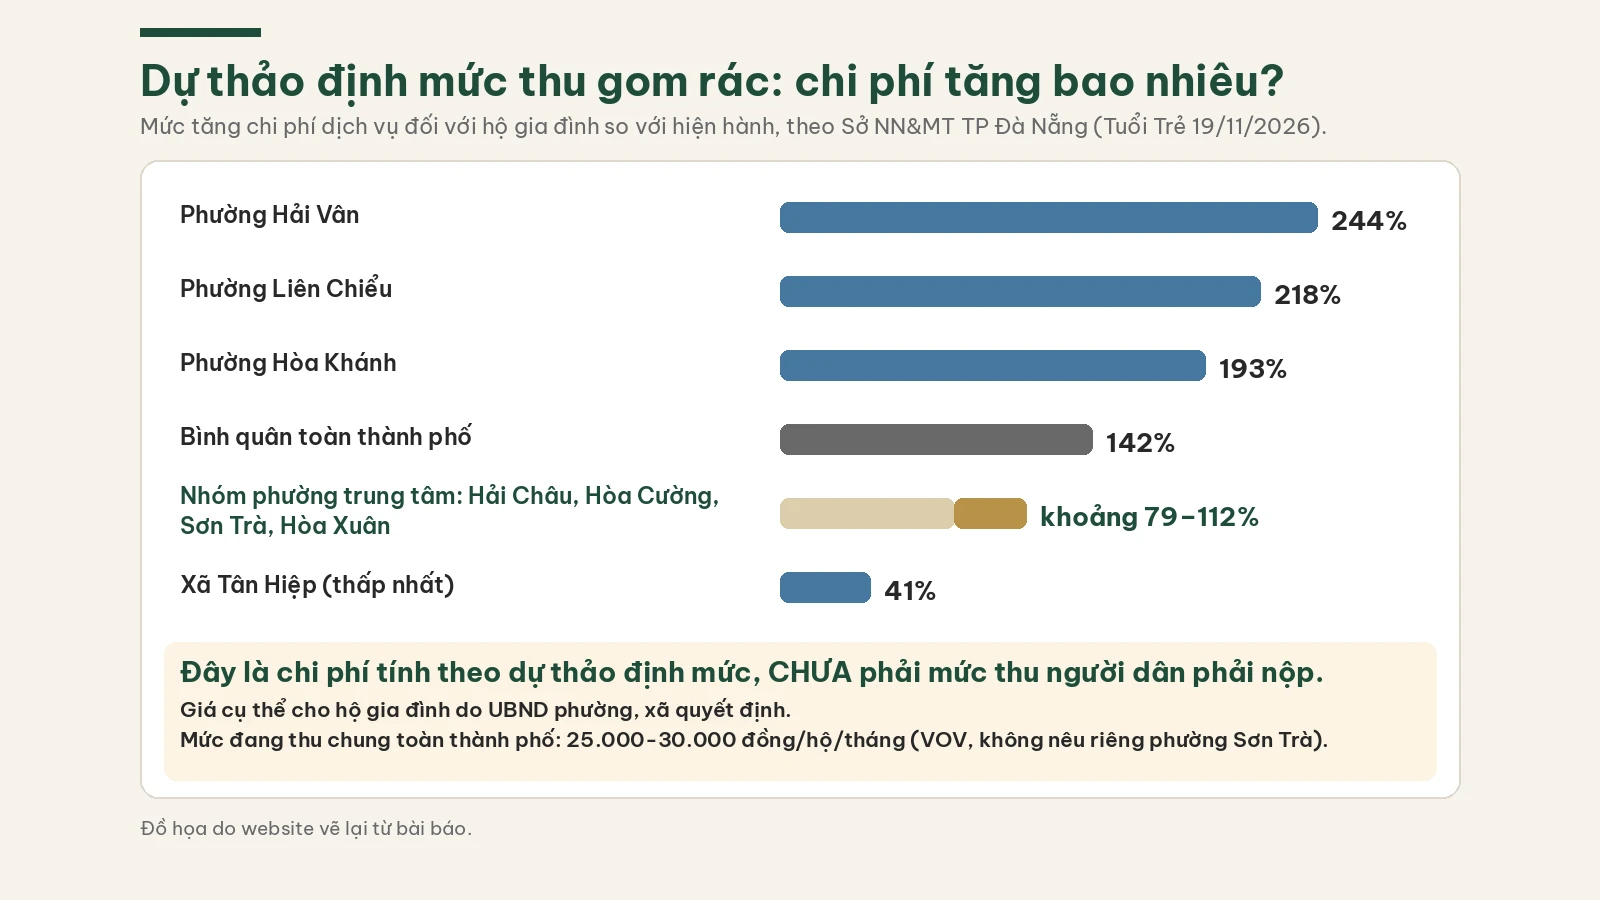 Dự thảo định mức thu gom rác: chi phí tăng bao nhiêu?
Mức tăng chi phí dịch vụ đối với hộ gia đình so với hiện hành, theo Sở NN&MT TP Đà Nẵng (Tuổi Trẻ 19/11/2026).
Phường Hải Vân
244%
Phường Liên Chiểu
218%
Phường Hòa Khánh
193%
Bình quân toàn thành phố
142%
Nhóm phường trung tâm: Hải Châu, Hòa Cường,
Sơn Trà, Hòa Xuân
khoảng 79–112%
Xã Tân Hiệp (thấp nhất)
41%
Đây là chi phí tính theo dự thảo định mức, CHƯA phải mức thu người dân phải nộp.
Giá cụ thể cho hộ gia đình do UBND phường, xã quyết định.
Mức đang thu chung toàn thành phố: 25.000-30.000 đồng/hộ/tháng (VOV, không nêu riêng phường Sơn Trà).
Đồ họa do website vẽ lại từ bài báo.